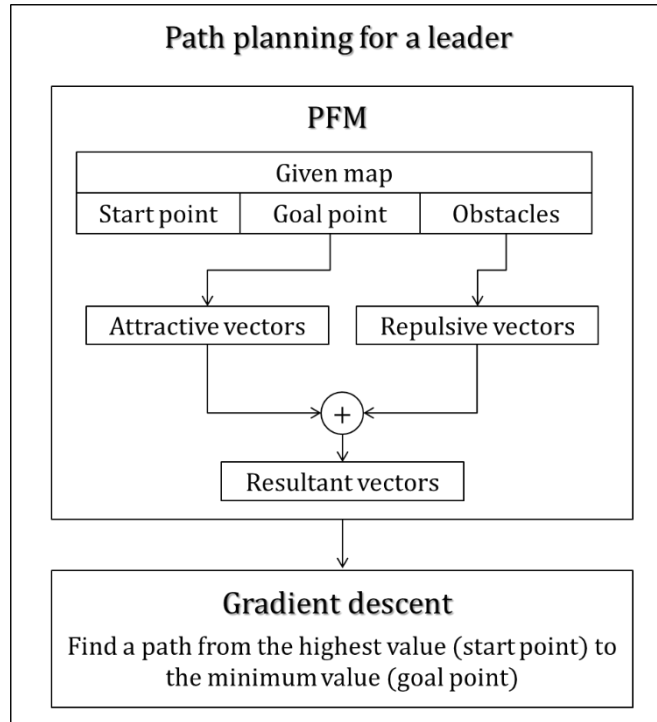 Path planning for a leader
PFM
Given map
Start point
Goal point
Obstacles
Attractive vectors
Repulsive vectors
+
Resultant vectors
Gradient descent
Find a path from the highest value (start point) to
the minimum value (goal point)